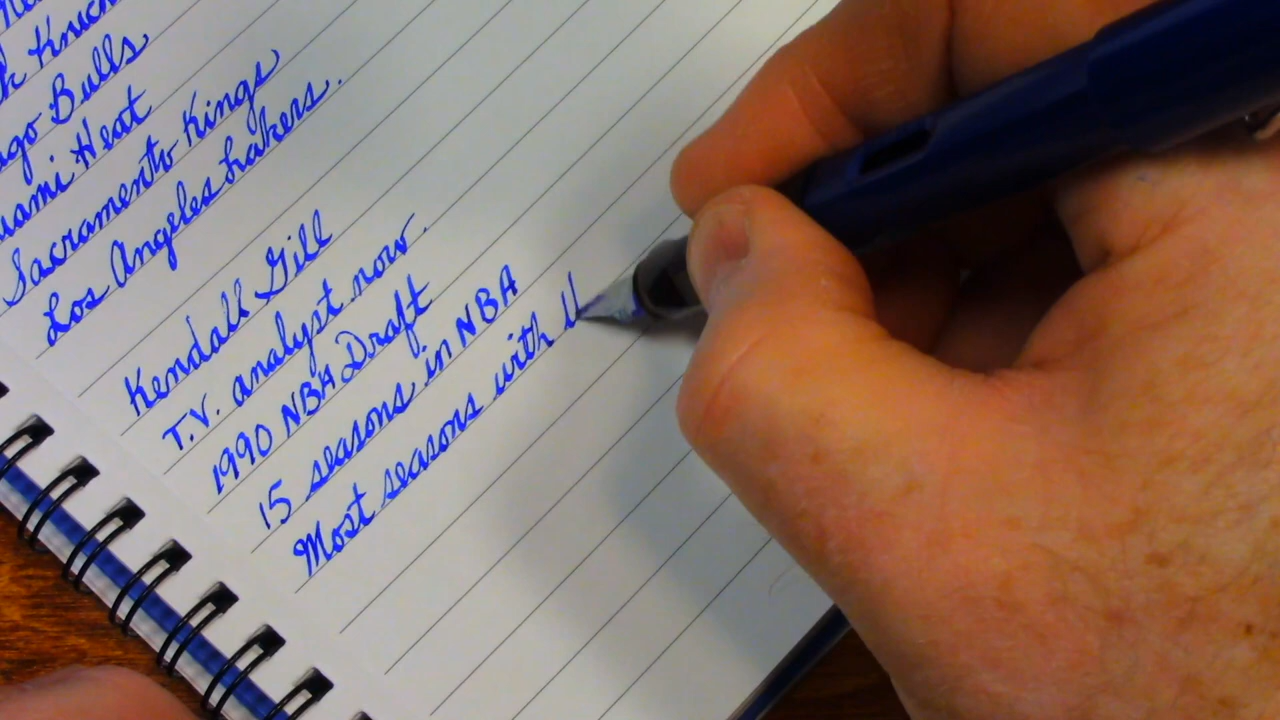 Bulls
Heat
Sacramento Kings
Los Angeles Lakers.
Kendall Gill
T.V. analyst now.
1990 NBA Draft
15 seasons in NBA
Most seasons with